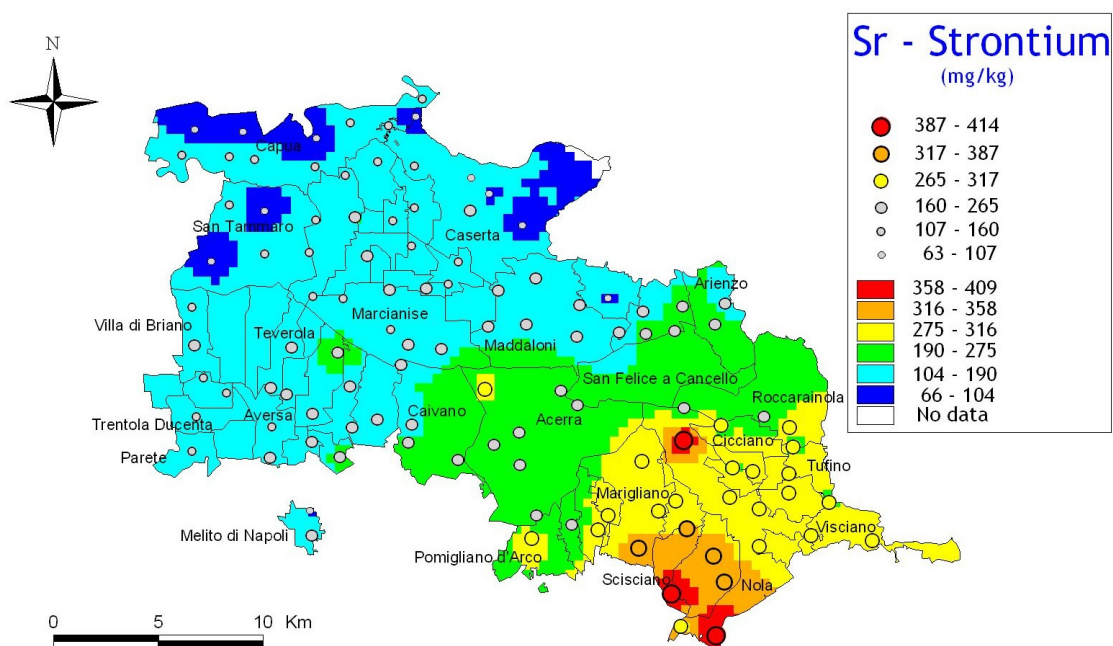 Sr - Strontium
(mg/kg)
N
387 - 414
317 - 387
265 - 317
160 - 265
107 - 160
63 - 107
358 - 409
316 - 358
275 - 316
190 - 275
104 - 190
66 - 104
No data
Capua
San Tammaro
Caserta
Arienzo
Villa di Briano
Marcianise
Teverola
Maddaloni
San Felice a Cancello
Roccarainola
Trentola Ducenta
Aversa
Caivano
Acerra
Cicciano
Parete
Tufino
Marigliano
Visciano
Melito di Napoli
Pomigliano d'Arco
Scisciano
Nola
0 5 10 Km